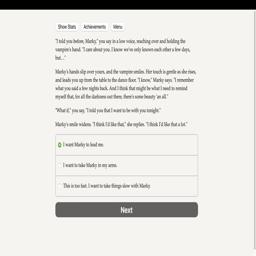 Show Stats Achievements Menu
"I told you before, Marky," you say in a low voice, reaching over and holding the
vampire's hand. "I care about you. I know we've only known each other a few days,
but..."
Marky's hands slip over yours, and the vampire smiles. Her touch is gentle as she rises,
and leads you up from the table to the dance floor. "I know," Marky says. "I remember
what you said a few nights back. And I think that might be what I need to remind
myself that, for all the darkness out there, there's some beauty 'as all."
"What if," you say, "I told you that I want to be with you tonight."
Marky's smile widens. "I think I'd like that," she replies. "I think I'd like that a lot."
I want Marky to lead me.
I want to take Marky in my arms.
This is too fast. I want to take things slow with Marky.
Next